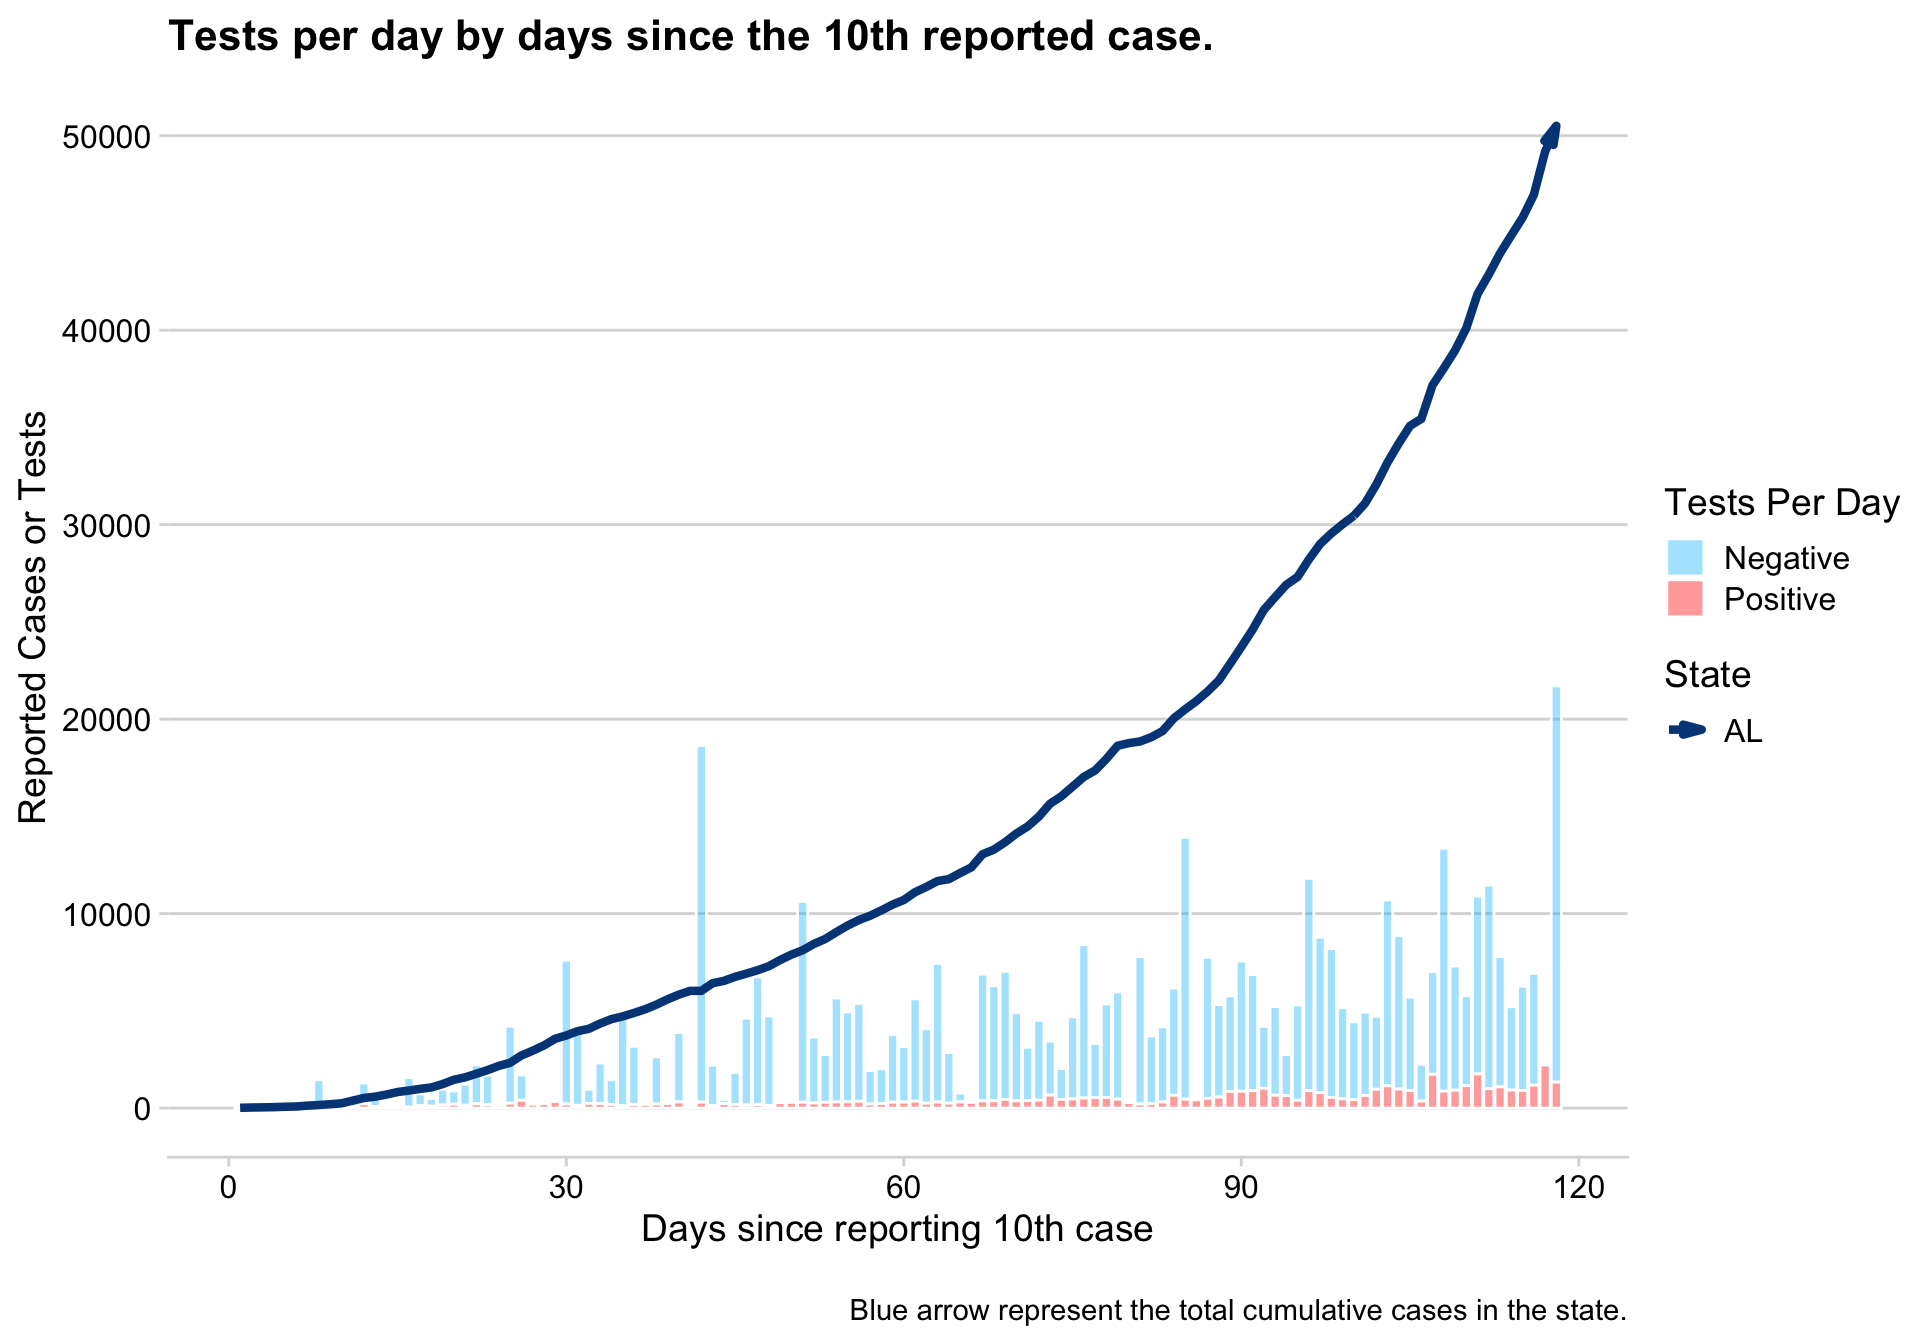 Tests per day by days since the 10th reported case.
50000
40000
30000
20000
10000
0
Reported Cases or Tests
0
30
60
90
120
Days since reporting 10th case
Tests Per Day
Negative
Positive
State
AL
Blue arrow represent the total cumulative cases in the state.